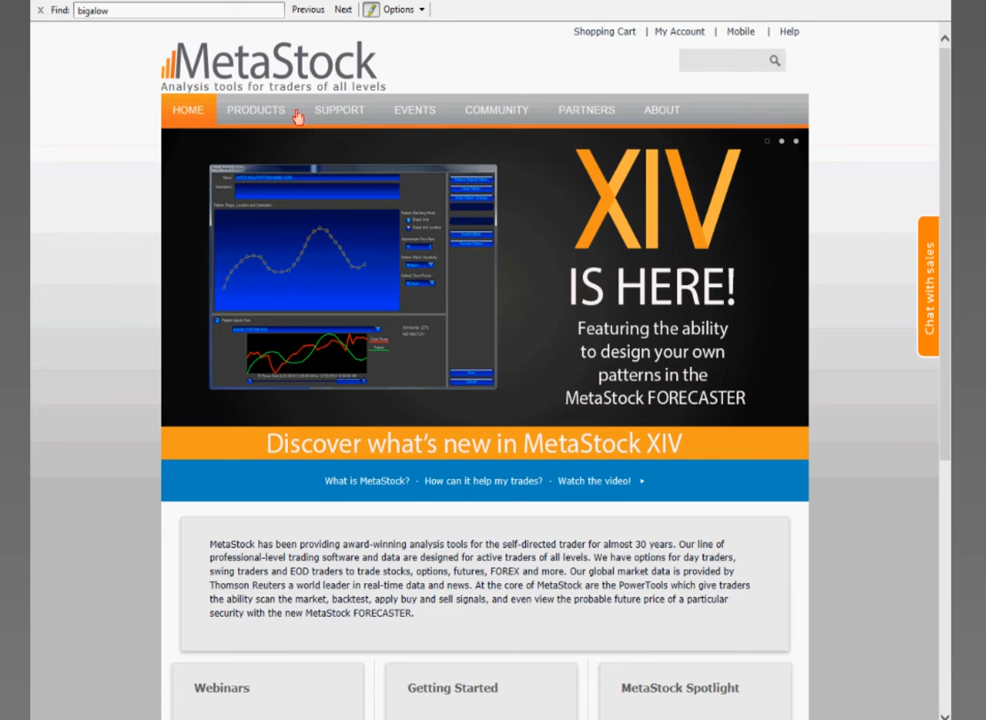 x Find: bigalow Previous Next Options
Shopping Cart | My Account | Mobile | Help
MetaStock
Analysis tools for traders of all levels
HOME PRODUCTS SUPPORT EVENTS COMMUNITY PARTNERS ABOUT
XIV
IS HERE!
Featuring the ability
to design your own
patterns in the
MetaStock FORECASTER
Chat with sales
Discover what's new in MetaStock XIV
What is MetaStock? · How can it help my trades? · Watch the video!
MetaStock has been providing award-winning analysis tools for the self-directed trader for almost 30 years. Our line of
professional-level trading software and data are designed for active traders of all levels. We have options for day traders,
swing traders and EOD traders to trade stocks, options, futures, FOREX and more. Our global market data is provided by
Thomson Reuters a world leader in real-time data and news. At the core of MetaStock are the PowerTools which give traders
the ability scan the market, backtest, apply buy and sell signals, and even view the probable future price of a particular
security with the new MetaStock FORECASTER.
Webinars Getting Started MetaStock Spotlight